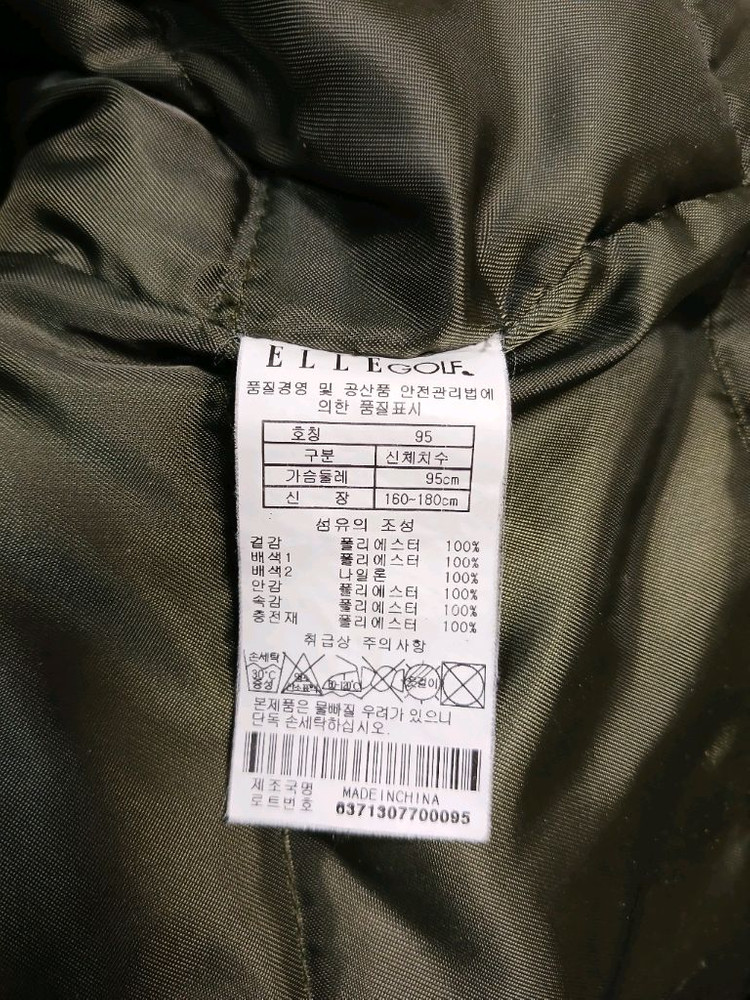 ELLE GOLF.
품질경영 및 공산품 안전관리법에
의한 품질표시
호칭 95
구분 신체치수
가슴둘레 95cm
신 장 160~180cm
섬유의 조성
겉감 폴리에스터 100%
배색1 폴리에스터 100%
배색2 나일론 100%
안감 폴리에스터 100%
속감 폴리에스터 100%
충전재 폴리에스터 100%
취급상 주의사항
손세탁
30°C
중성
옷걸이
본제품은 물빠질 우려가 있으니
단독 손세탁하십시오.
제조국명 MADEINCHINA
로트번호 6371307700095